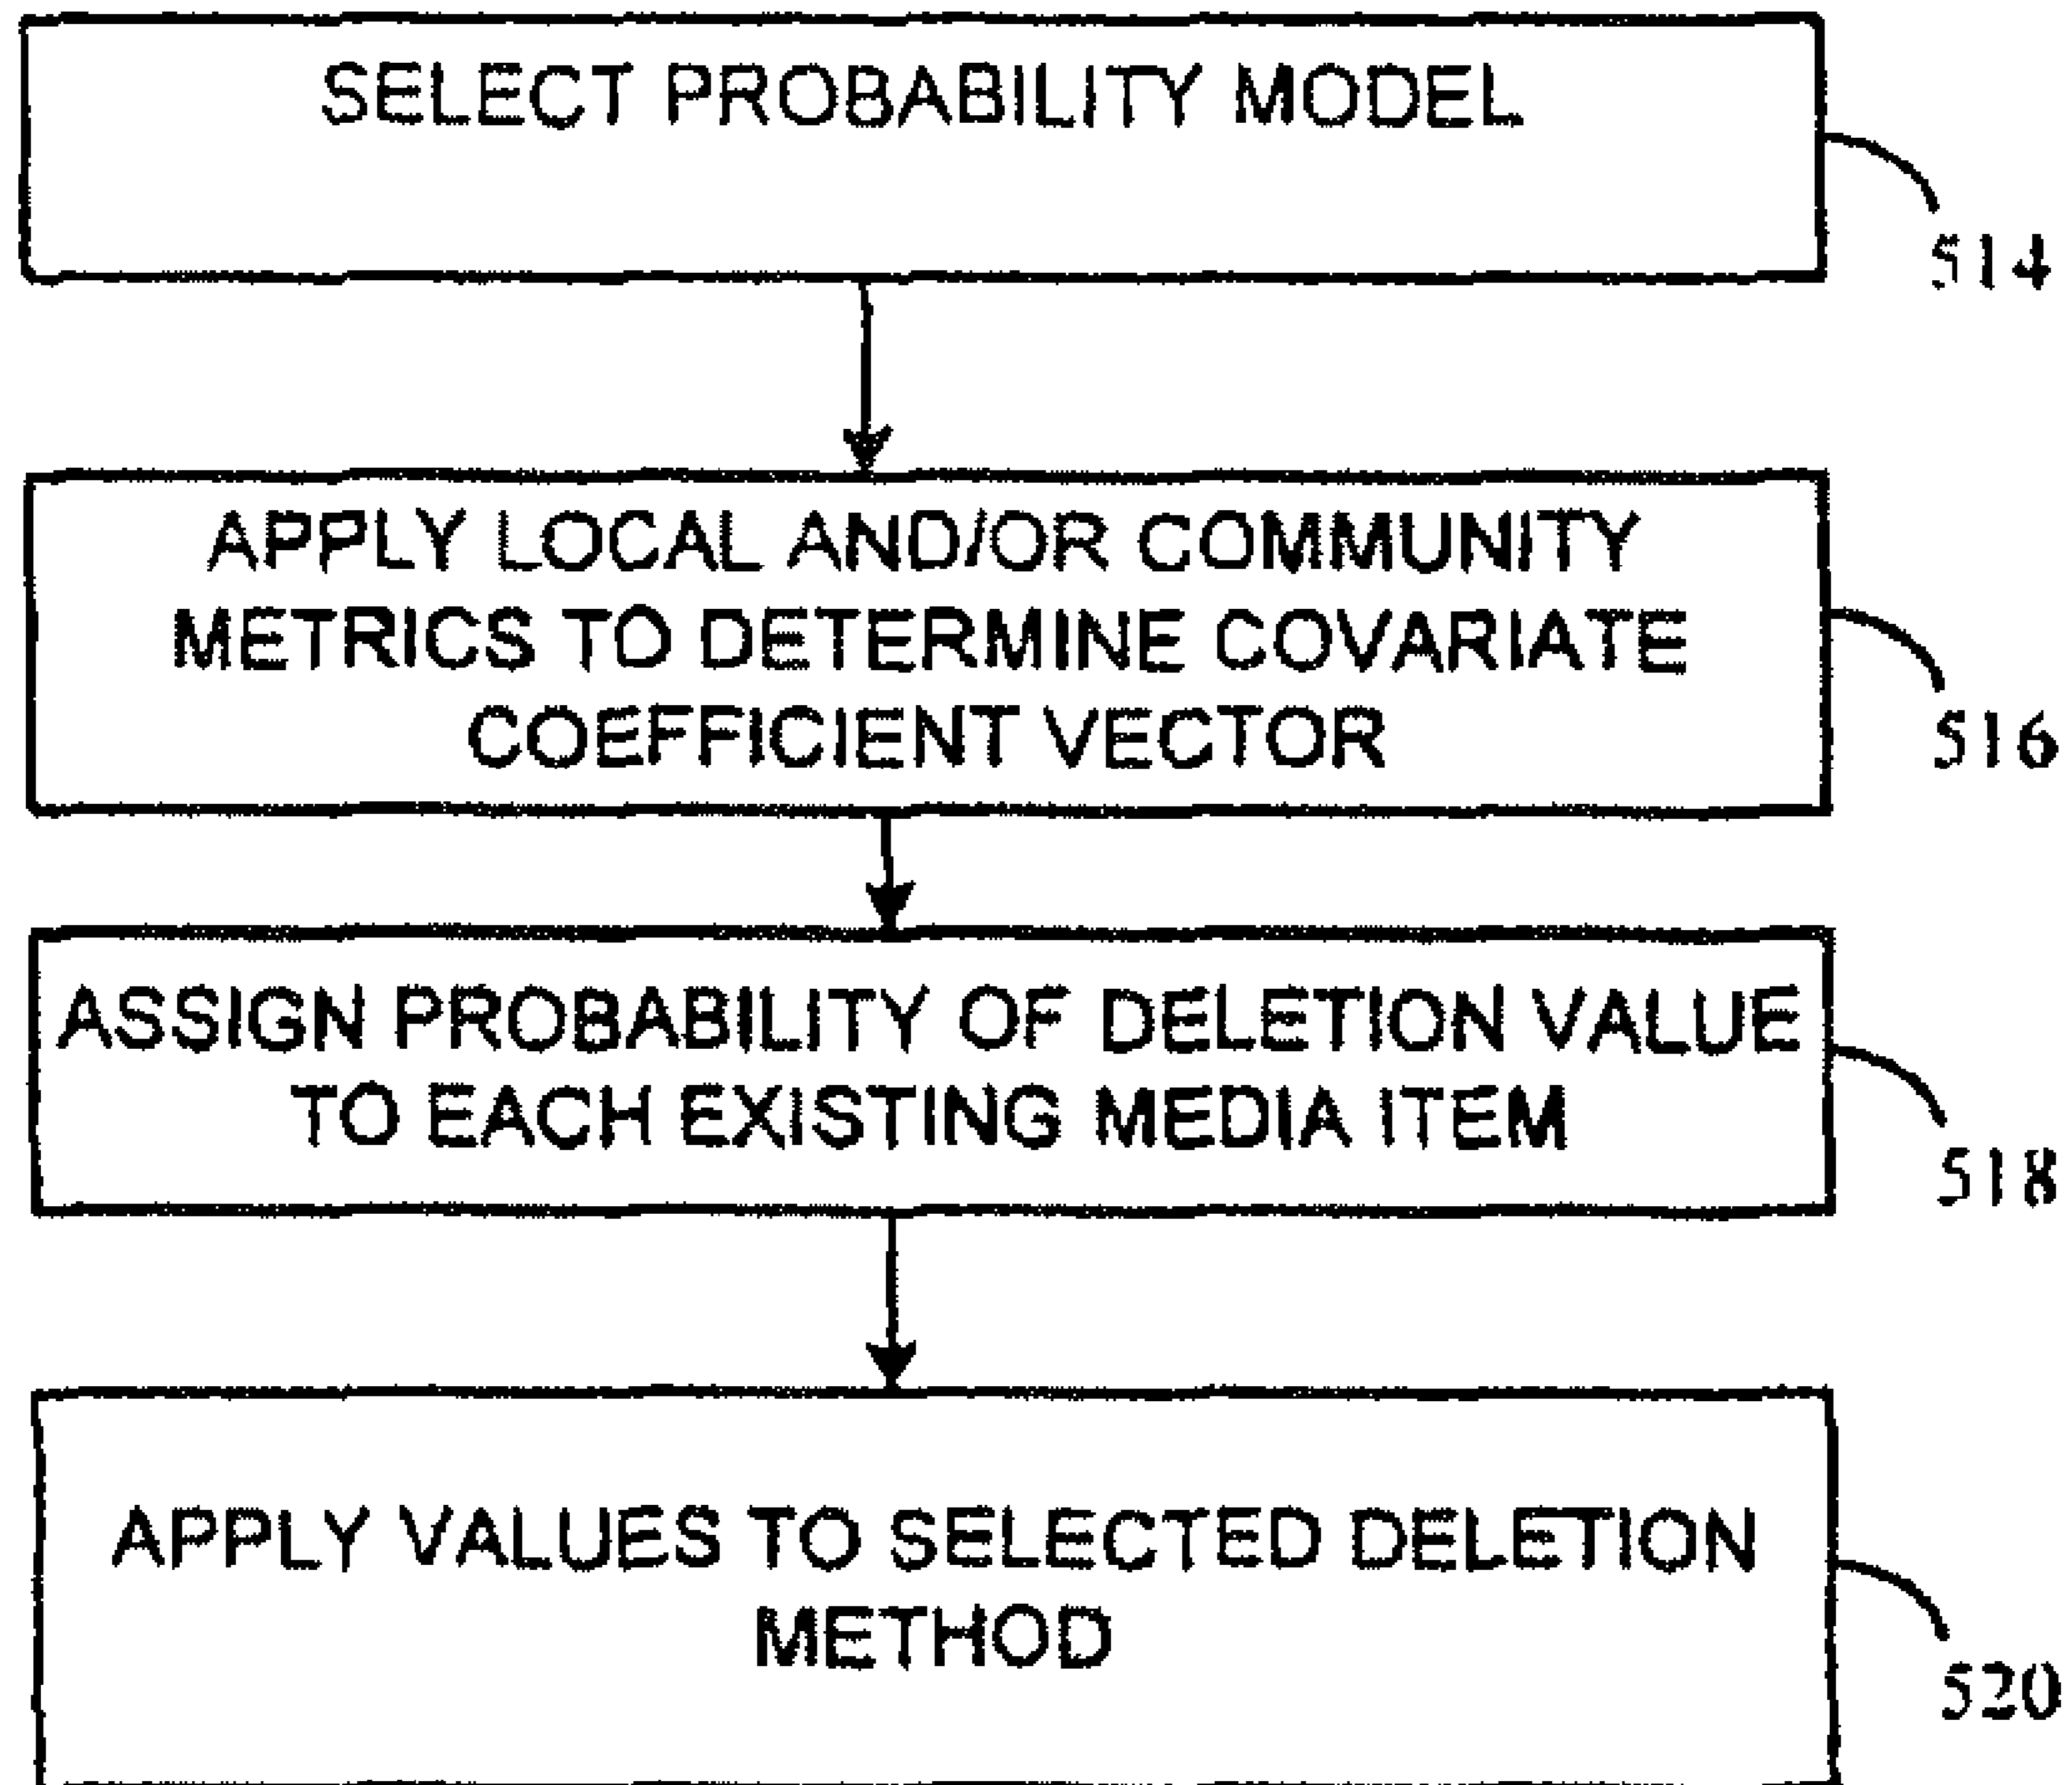 SELECT PROBABILITY MODEL
514
APPLY LOCAL AND/OR COMMUNITY
METRICS TO DETERMINE COVARIATE
COEFFICIENT VECTOR
516
ASSIGN PROBABILITY OF DELETION VALUE
TO EACH EXISTING MEDIA ITEM
518
APPLY VALUES TO SELECTED DELETION
METHOD
520